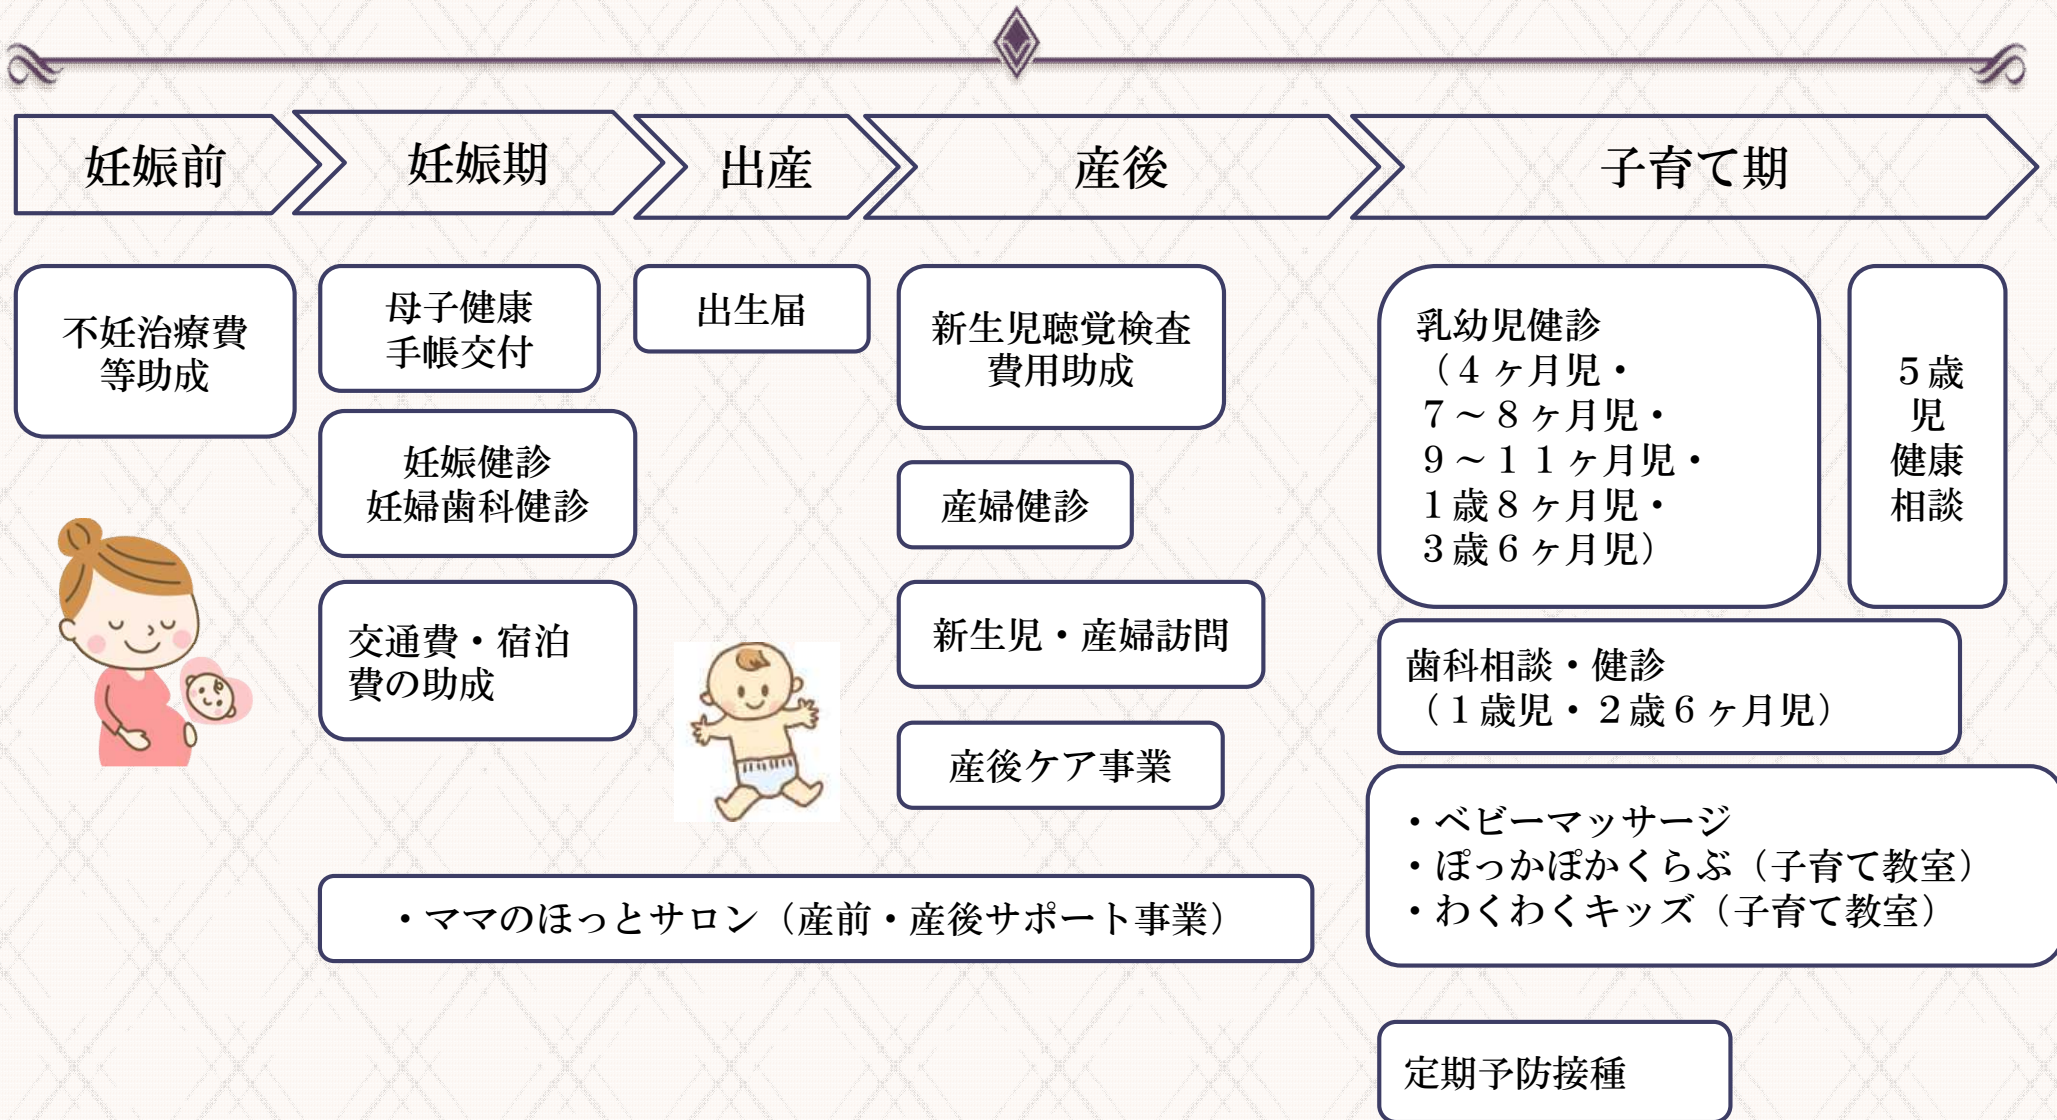 妊娠前
妊娠期
出産
産後
子育て期
不妊治療費
等助成
母子健康
手帳交付
妊娠健診
妊婦歯科健診
交通費・宿泊
費の助成
出生届
新生児聴覚検査
費用助成
産婦健診
新生児・産婦訪問
産後ケア事業
・ママのほっとサロン（産前・産後サポート事業）
乳幼児健診
（４ヶ月児・
７～８ヶ月児・
９～１１ヶ月児・
１歳８ヶ月児・
３歳６ヶ月児）
５歳
児
健康
相談
歯科相談・健診
（１歳児・２歳６ヶ月児）
・ベビーマッサージ
・ぽっかぽかくらぶ（子育て教室）
・わくわくキッズ（子育て教室）
定期予防接種